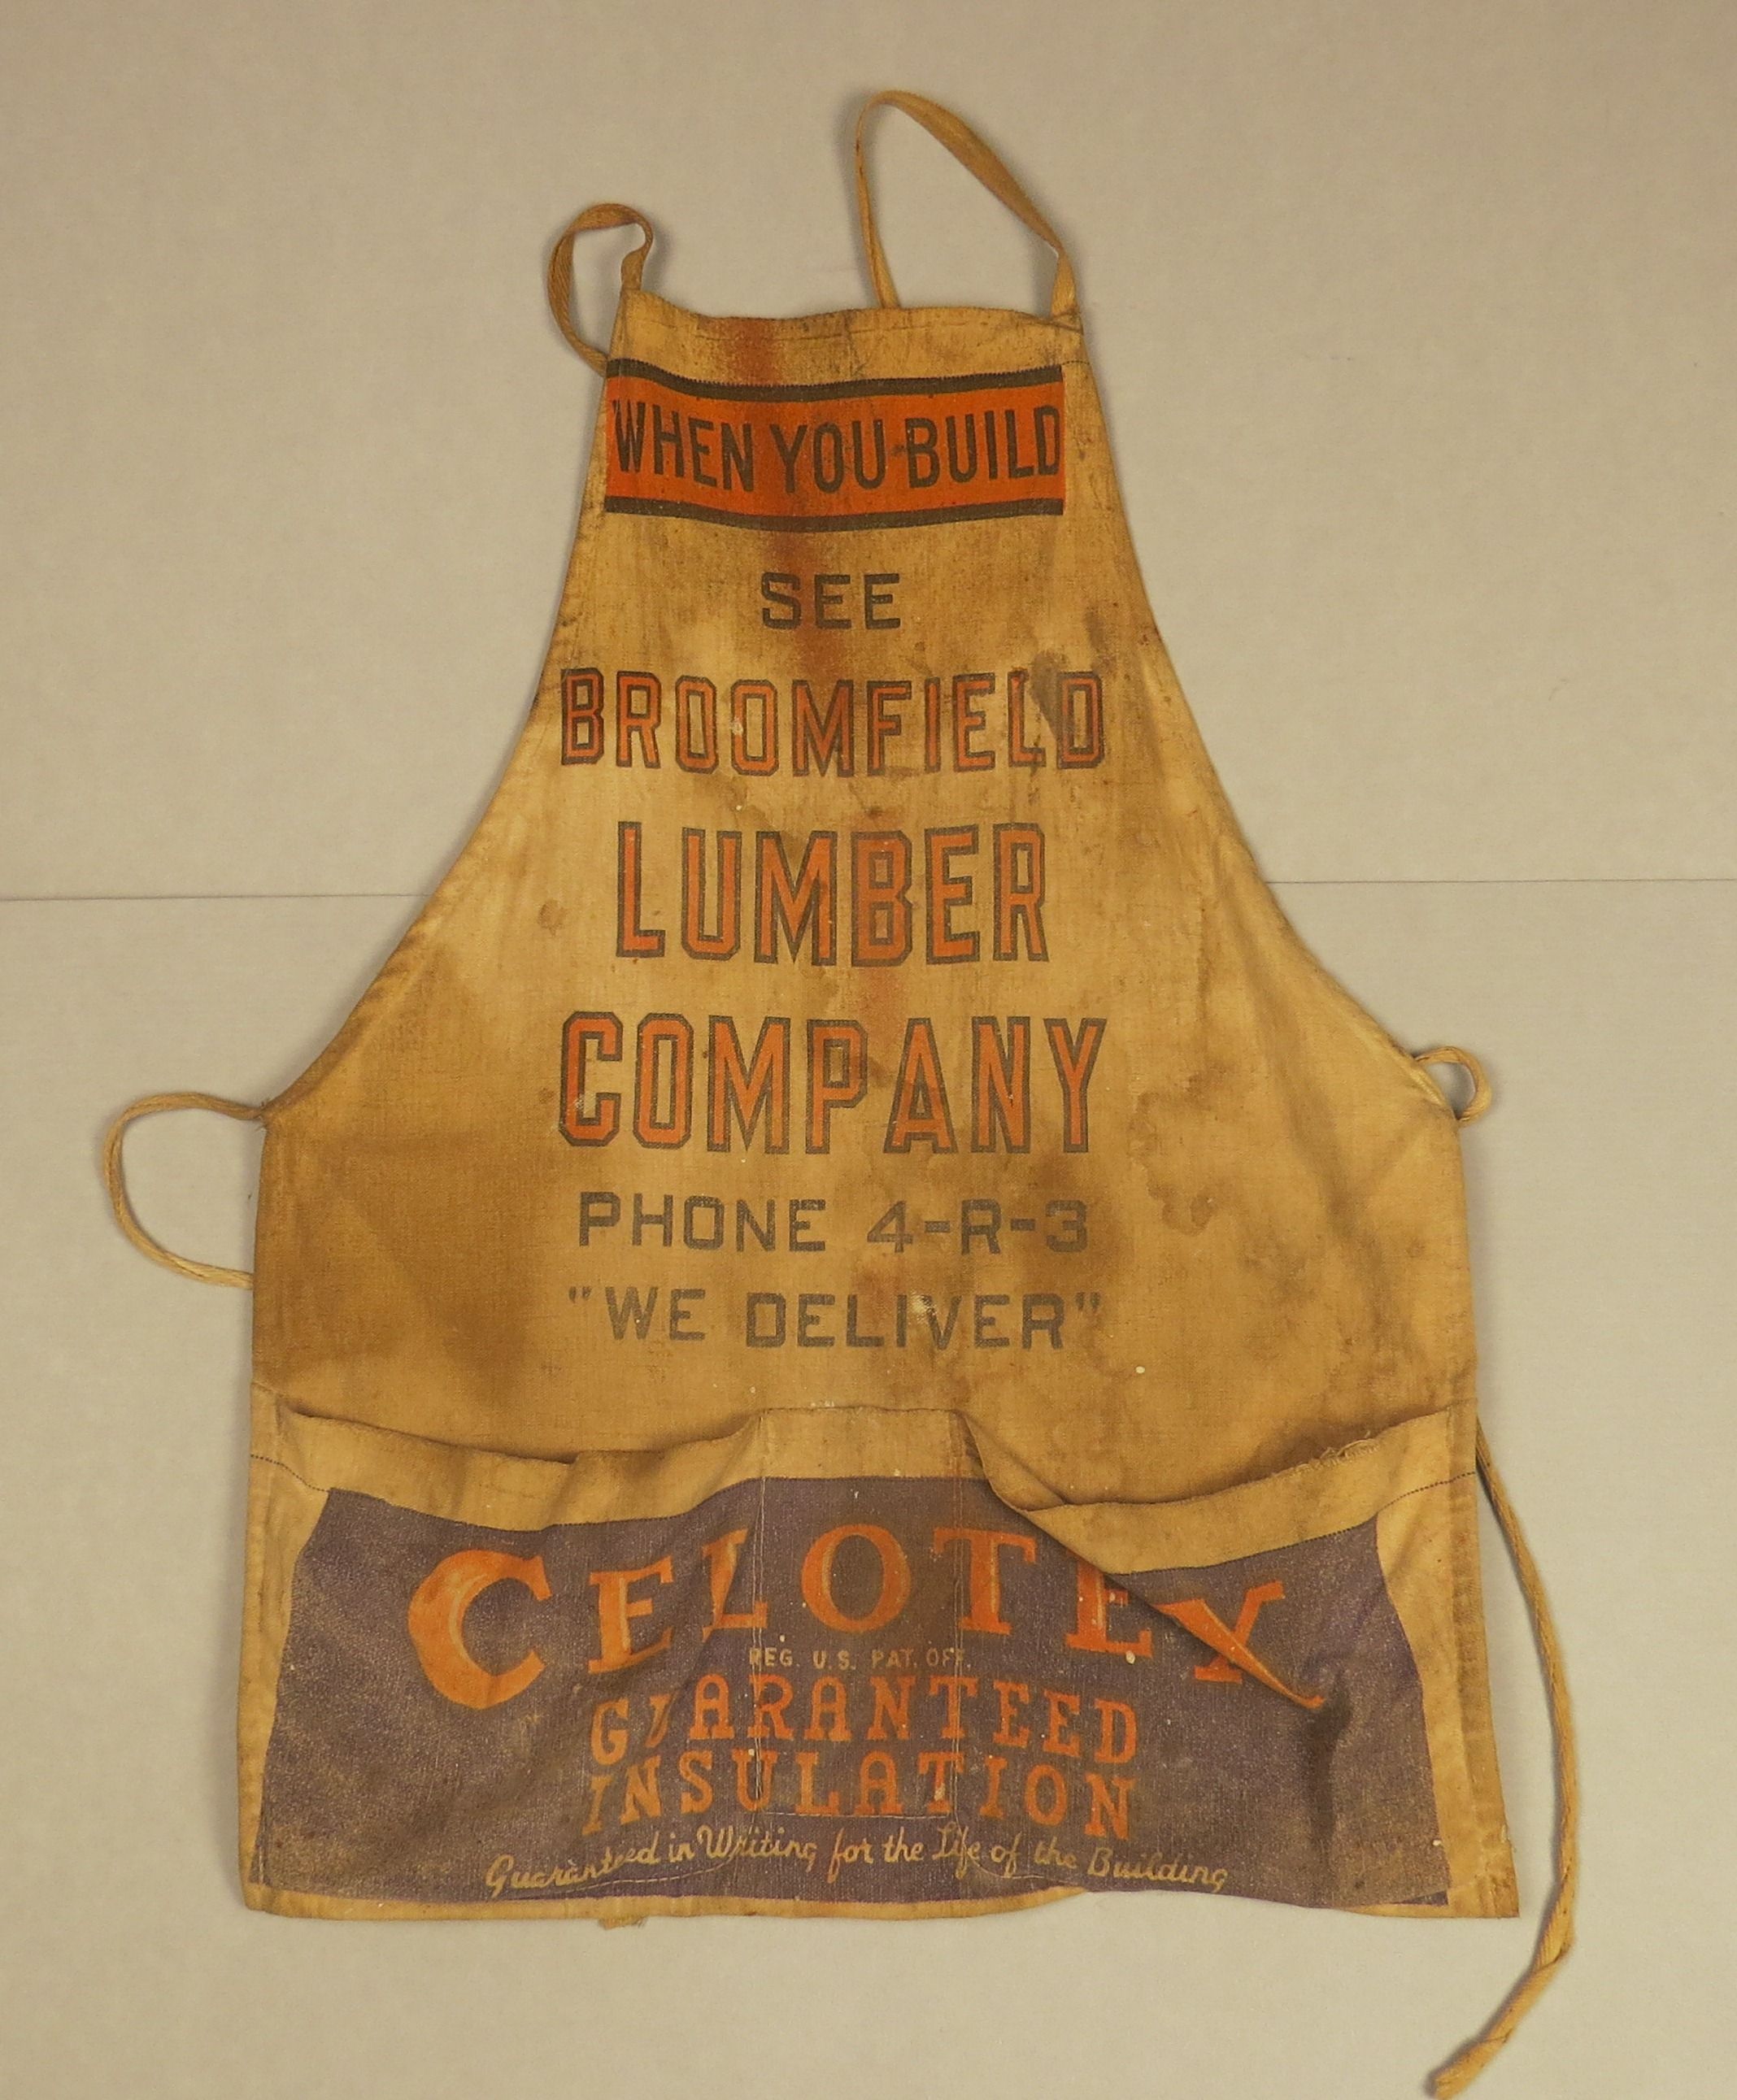 WHEN YOU BUILD
SEE
BROOMFIELD
LUMBER
COMPANY
PHONE 4-R-3
"WE DELIVER"
CELOTEX
REG. U.S. PAT. OFF.
GUARANTEED
INSULATION
Guaranteed in Writing for the Life of the Building